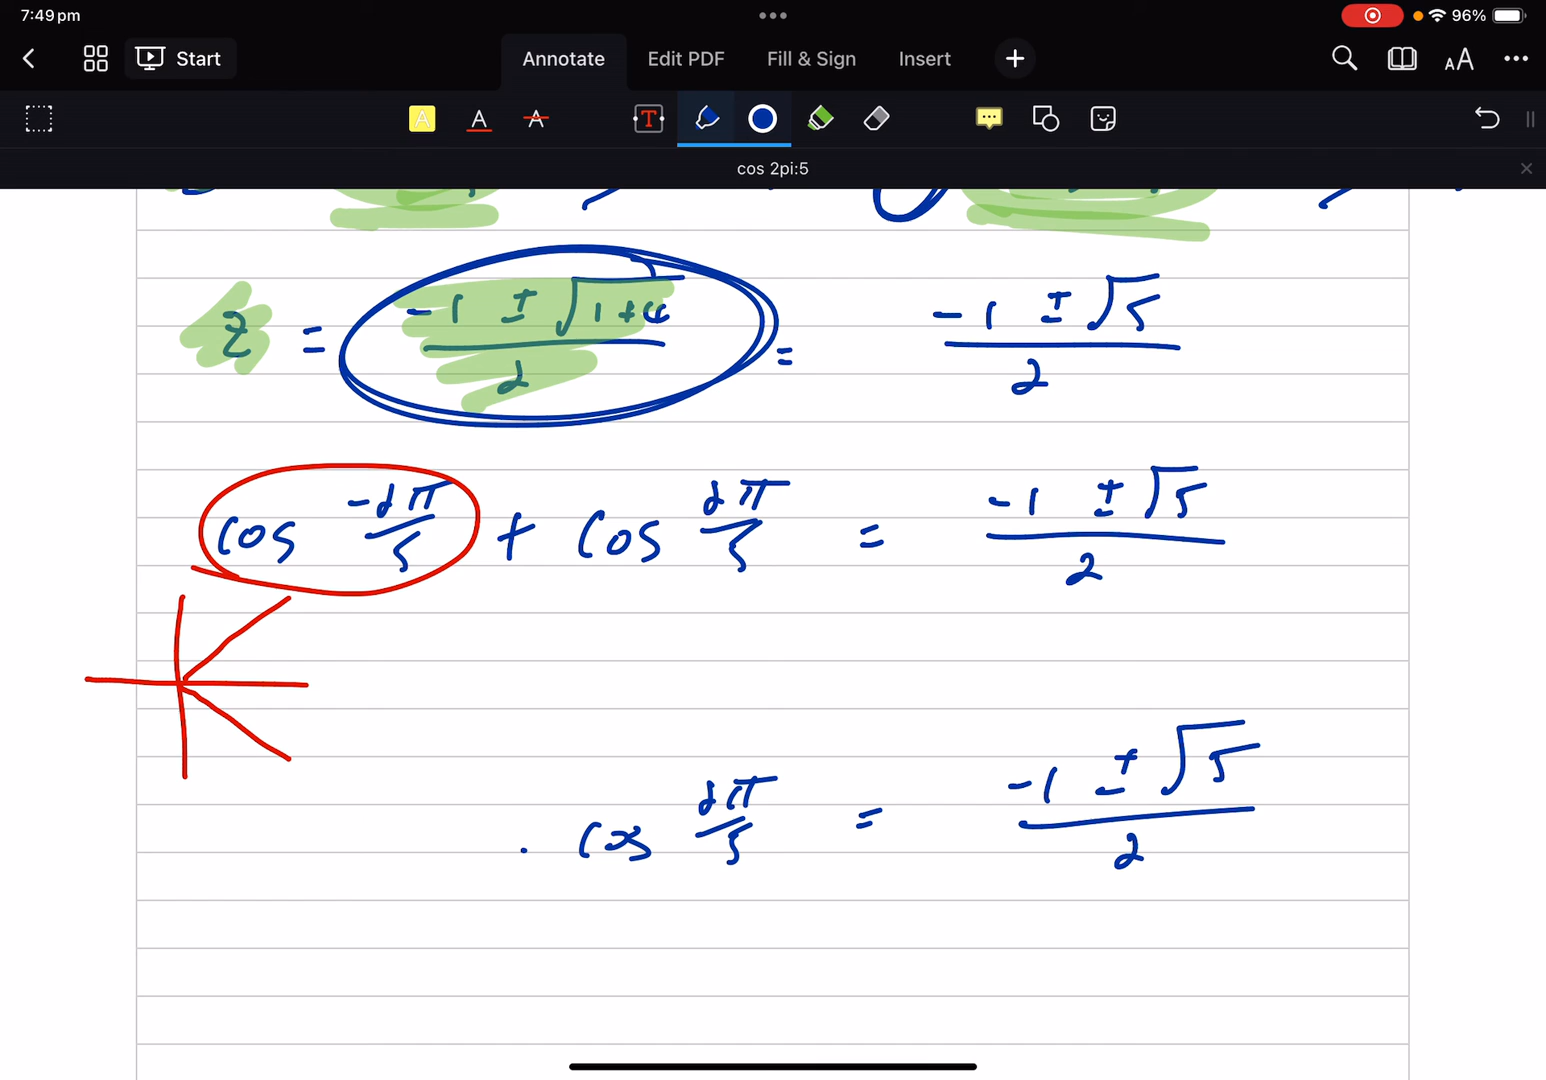 7:49 pm 96%
Start Annotate Edit PDF Fill & Sign Insert
A A A T AA
cos 2pi:5
z = (-1 ± √(1+4))/2 = (-1 ± √5)/2
cos -2π/5 + cos 2π/5 = (-1 ± √5)/2
. cos 2π/5 = (-1 ± √5)/2